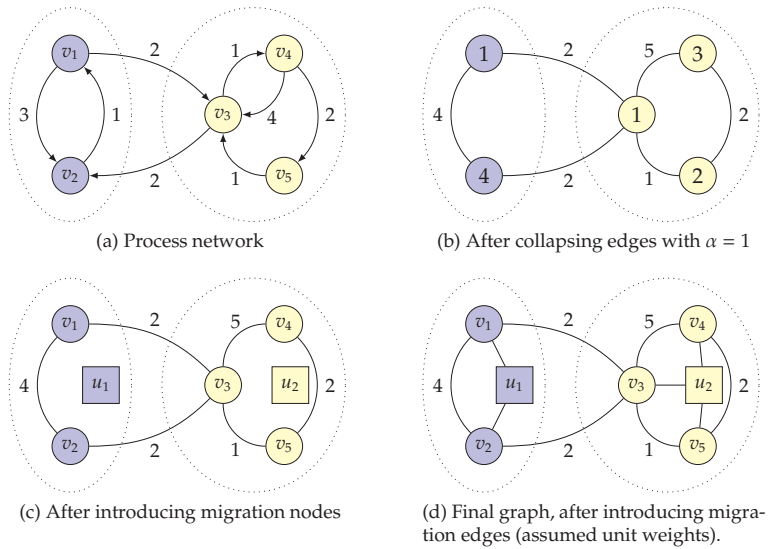 v1
v2
v3
v4
v5
3
1
2
2
1
4
2
1
(a) Process network
1
4
1
3
2
4
2
2
5
2
1
(b) After collapsing edges with α = 1
v1
v2
v3
v4
v5
u1
u2
4
2
2
5
2
1
(c) After introducing migration nodes
v1
v2
v3
v4
v5
u1
u2
4
2
2
5
2
1
(d) Final graph, after introducing migra-
tion edges (assumed unit weights).